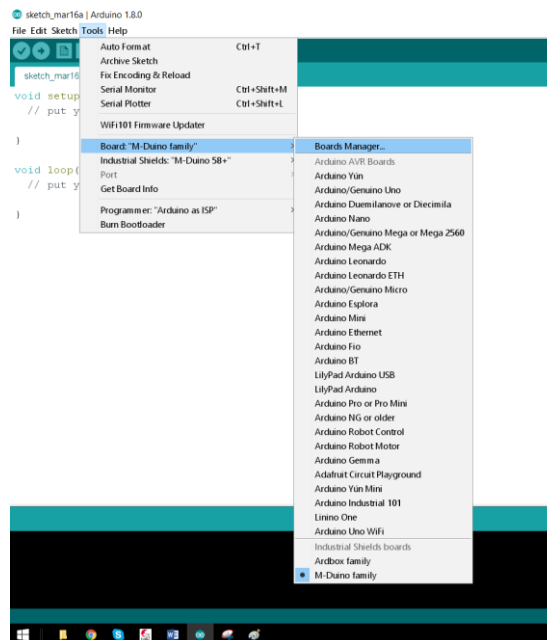 sketch_mar16a | Arduino 1.8.0
File Edit Sketch Tools Help
sketch_mar16
void setup
// put y
}
void loop(
// put y
}
Auto Format Ctrl+T
Archive Sketch
Fix Encoding & Reload
Serial Monitor Ctrl+Shift+M
Serial Plotter Ctrl+Shift+L
WiFi101 Firmware Updater
Board: "M-Duino family"
Industrial Shields: "M-Duino 58+"
Port
Get Board Info
Programmer: "Arduino as ISP"
Burn Bootloader
Boards Manager...
Arduino AVR Boards
Arduino Yún
Arduino/Genuino Uno
Arduino Duemilanove or Diecimila
Arduino Nano
Arduino/Genuino Mega or Mega 2560
Arduino Mega ADK
Arduino Leonardo
Arduino Leonardo ETH
Arduino/Genuino Micro
Arduino Esplora
Arduino Mini
Arduino Ethernet
Arduino Fio
Arduino BT
LilyPad Arduino USB
LilyPad Arduino
Arduino Pro or Pro Mini
Arduino NG or older
Arduino Robot Control
Arduino Robot Motor
Arduino Gemma
Adafruit Circuit Playground
Arduino Yún Mini
Arduino Industrial 101
Linino One
Arduino Uno WiFi
Industrial Shields boards
Ardbox family
M-Duino family